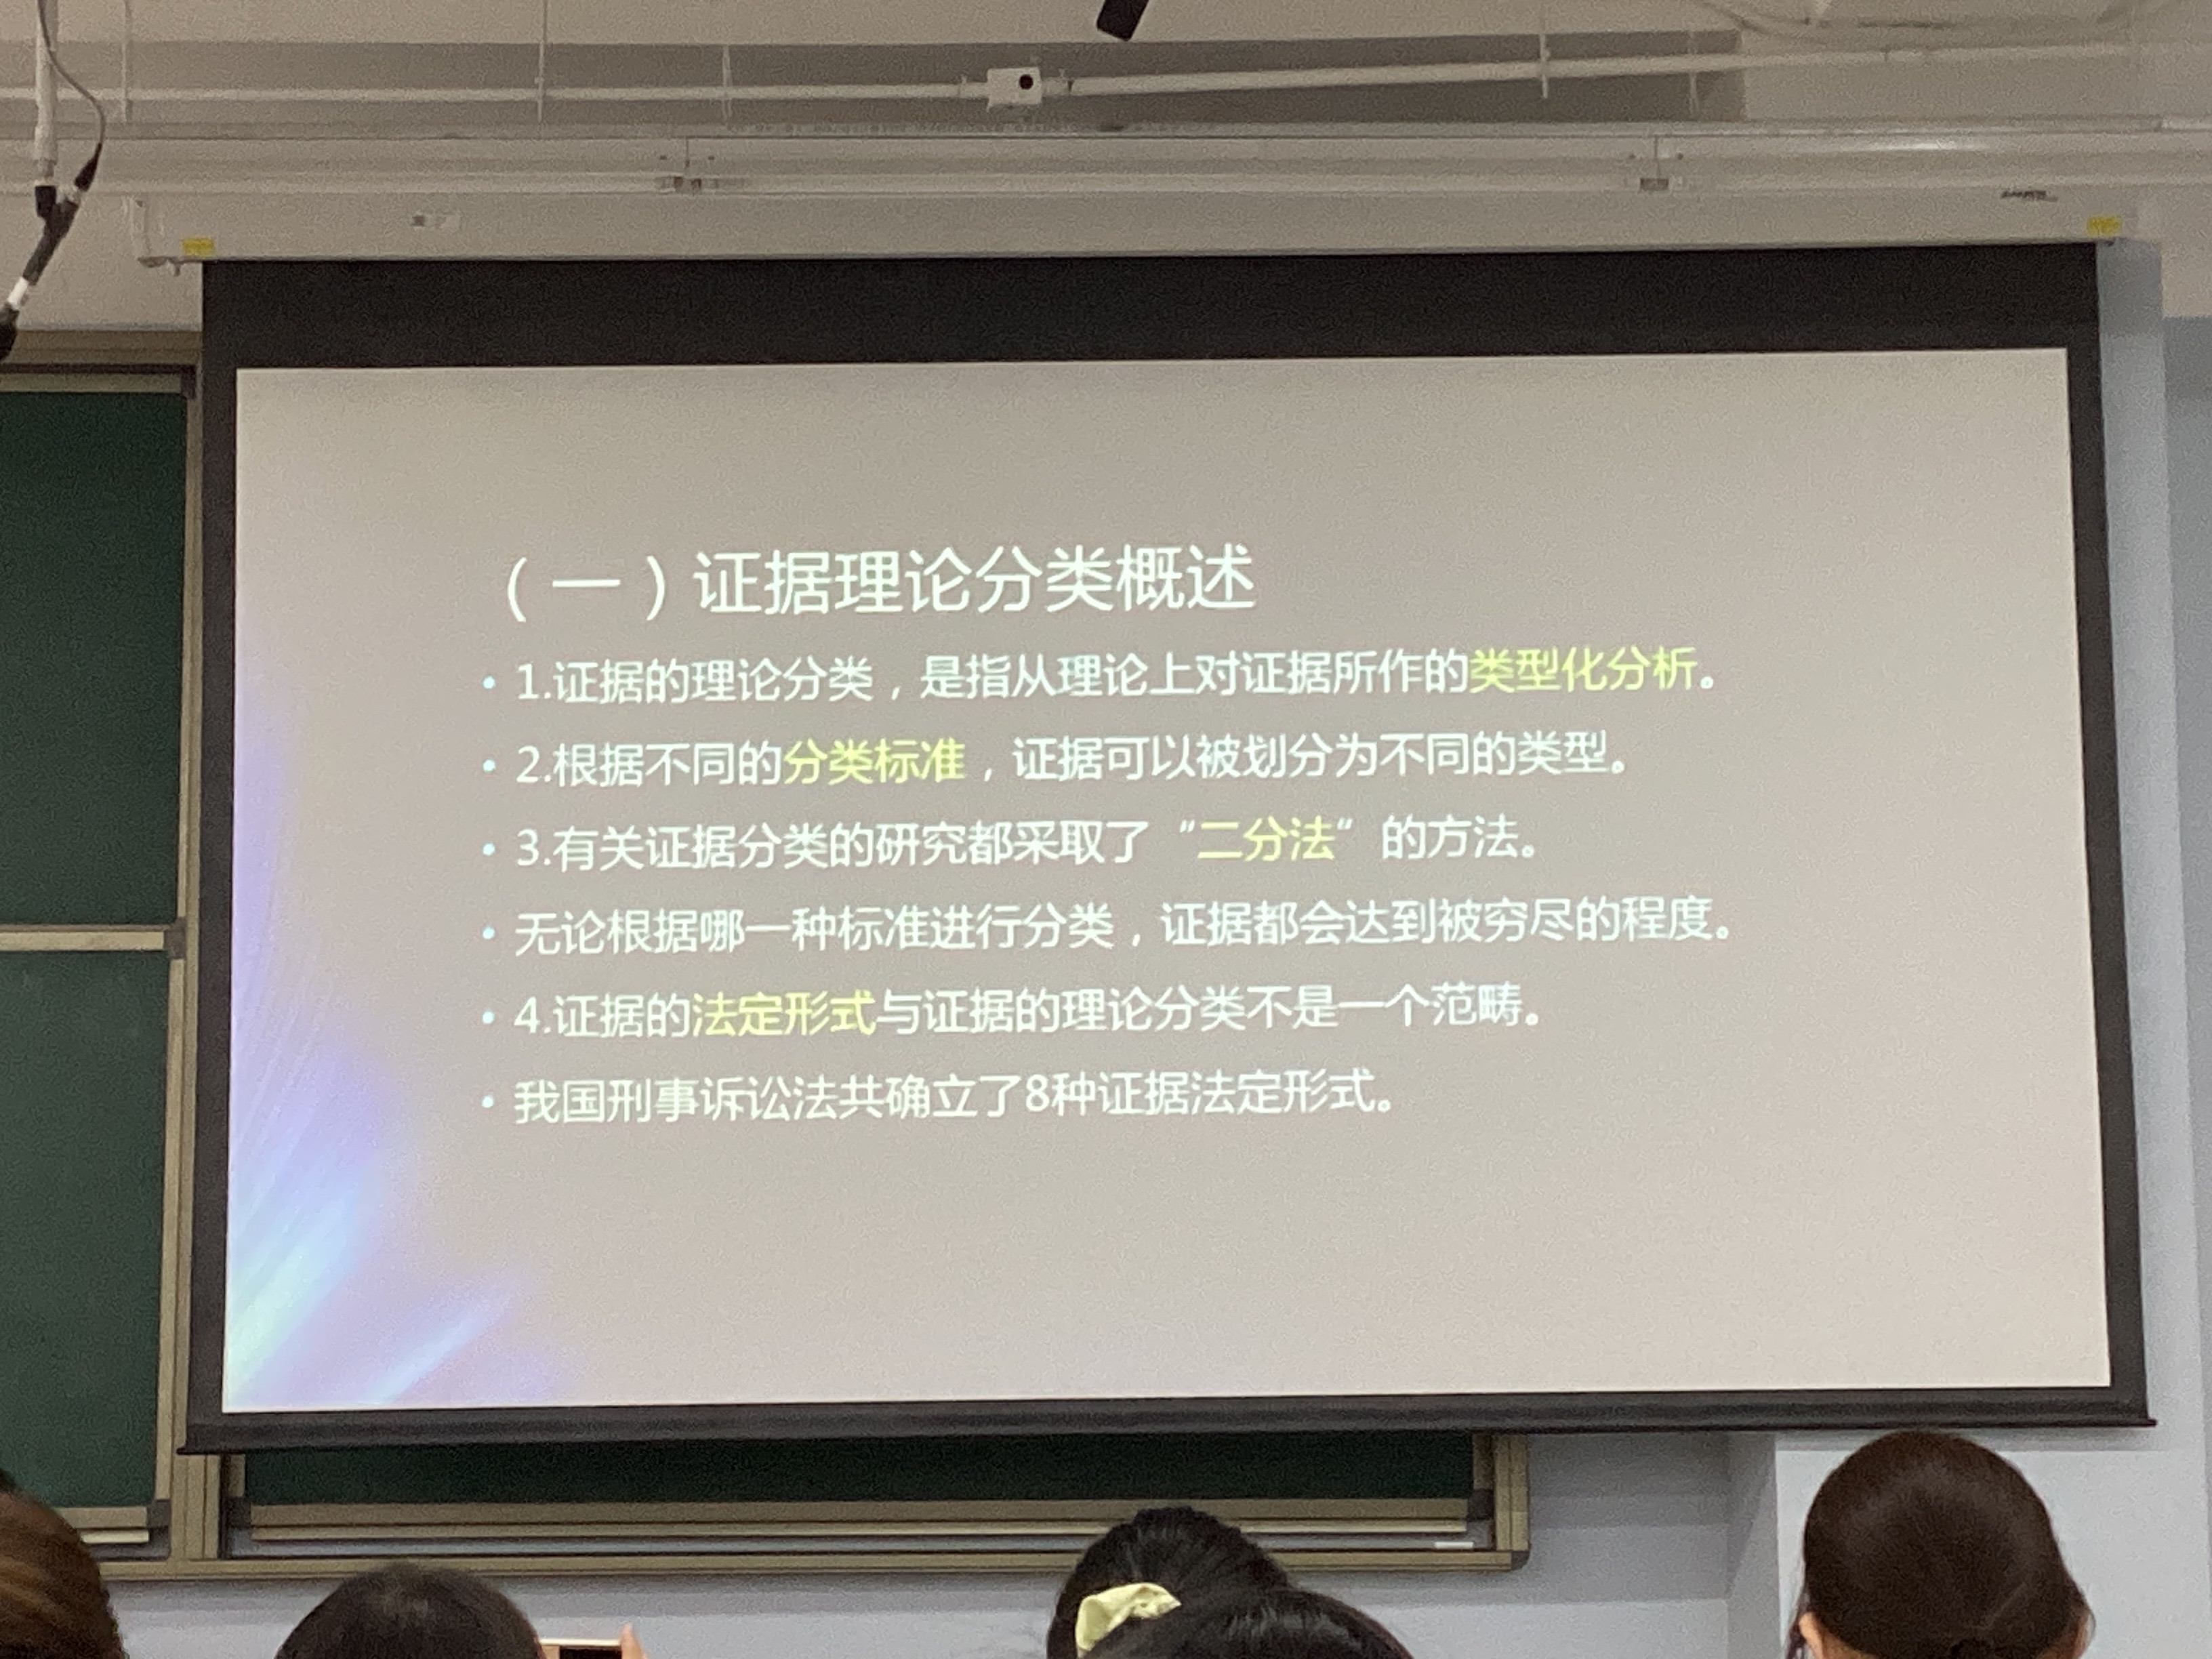 （一）证据理论分类概述
• 1.证据的理论分类，是指从理论上对证据所作的类型化分析。
• 2.根据不同的分类标准，证据可以被划分为不同的类型。
• 3.有关证据分类的研究都采取了“二分法“的方法。
• 无论根据哪一种标准进行分类，证据都会达到被穷尽的程度。
• 4.证据的法定形式与证据的理论分类不是一个范畴。
• 我国刑事诉讼法共确立了8种证据法定形式。